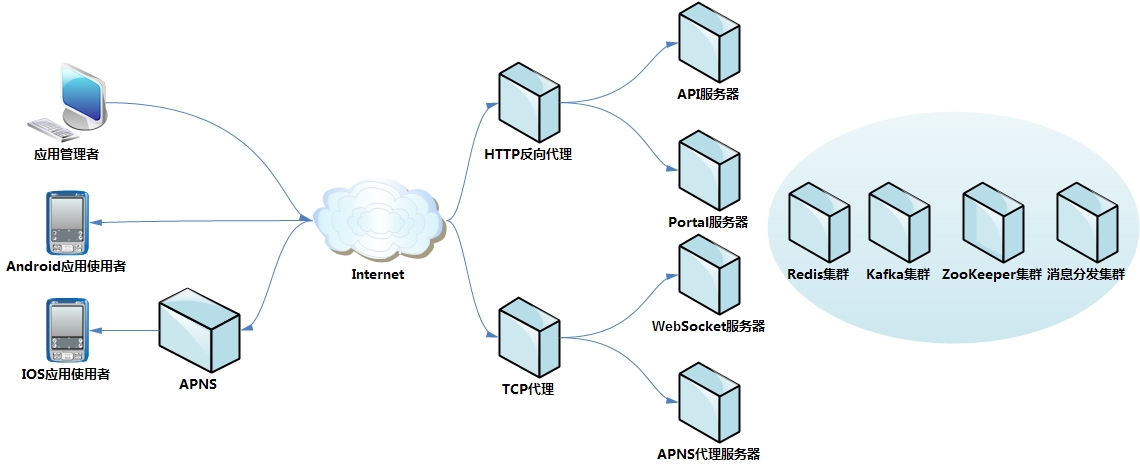 应用管理者
Android应用使用者
IOS应用使用者
APNS
Internet
HTTP反向代理
TCP代理
API服务器
Portal服务器
WebSocket服务器
APNS代理服务器
Redis集群
Kafka集群
ZooKeeper集群
消息分发集群